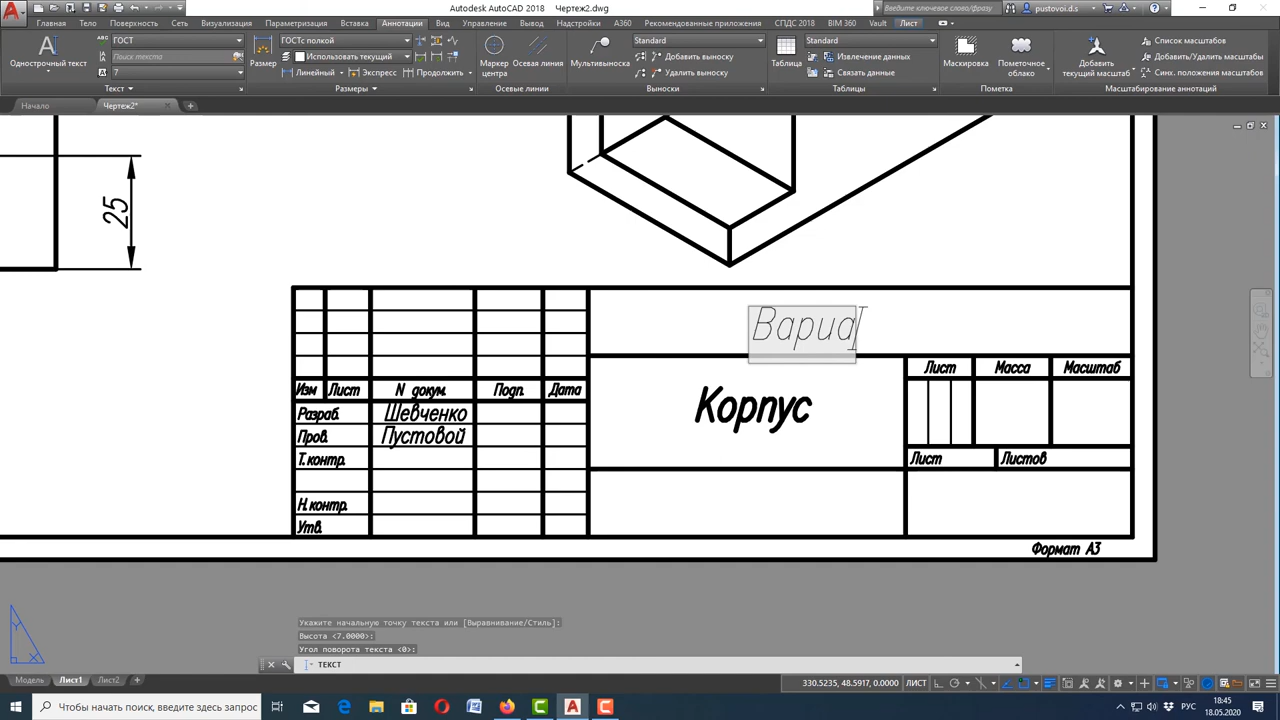 Autodesk AutoCAD 2018 Чертеж2.dwg
Введите ключевое слово/фразу
pustovoi.d.s
Главная Тело Поверхность Сеть Визуализация Параметризация Вставка Аннотации Вид Управление Вывод Надстройки A360 Рекомендованные приложения СПДС 2018 BIM 360 Vault Лист
Однострочный текст
ГОСТ
Поиск текста
7
Текст
Размер
ГОСТс полкой
Использовать текущий
Линейный Экспресс Продолжить
Размеры
Маркер центра
Осевая линия
Осевые линии
Мультивыноска
Standard
Добавить выноску
Удалить выноску
Выноски
Таблица
Standard
Извлечение данных
Связать данные
Таблицы
Маскировка
Пометочное облако
Пометка
Добавить текущий масштаб
Список масштабов
Добавить/Удалить масштабы
Синх. положения масштаба
Масштабирование аннотаций
Начало Чертеж2*
25
Вариа
Корпус
Лист Масса Масштаб
Изм Лист N докум. Подп. Дата
Разраб. Шевченко
Пров. Пустовой
Т. контр.
Лист Листов
Н. контр.
Утв.
Формат А3
Укажите начальную точку текста или [Выравнивание/Стиль]:
Высота <7.0000>:
Угол поворота текста <0>:
ТЕКСТ
Y
X
Модель Лист1 Лист2 +
330.5235, 48.5917, 0.0000 ЛИСТ
Чтобы начать поиск, введите здесь запрос
РУС
18:45
18.05.2020